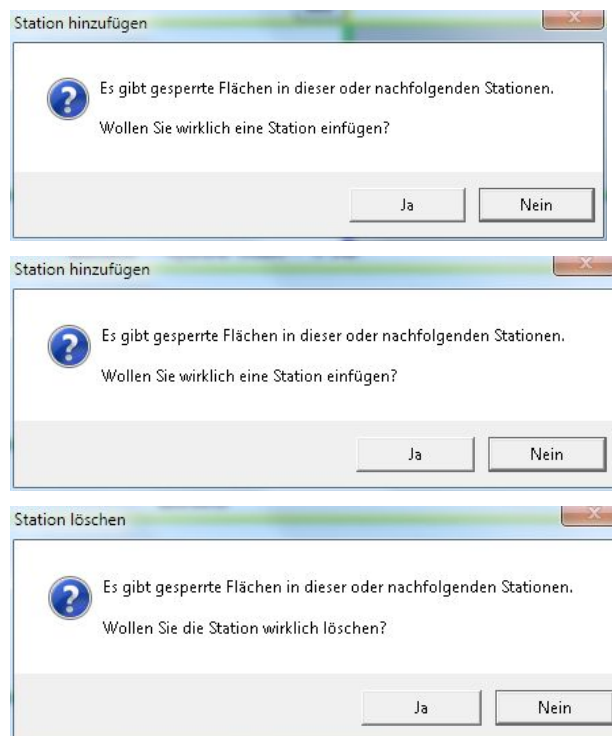 Station hinzufügen
Es gibt gesperrte Flächen in dieser oder nachfolgenden Stationen.
Wollen Sie wirklich eine Station einfügen?
Ja
Nein
Station hinzufügen
Es gibt gesperrte Flächen in dieser oder nachfolgenden Stationen.
Wollen Sie wirklich eine Station einfügen?
Ja
Nein
Station löschen
Es gibt gesperrte Flächen in dieser oder nachfolgenden Stationen.
Wollen Sie die Station wirklich löschen?
Ja
Nein